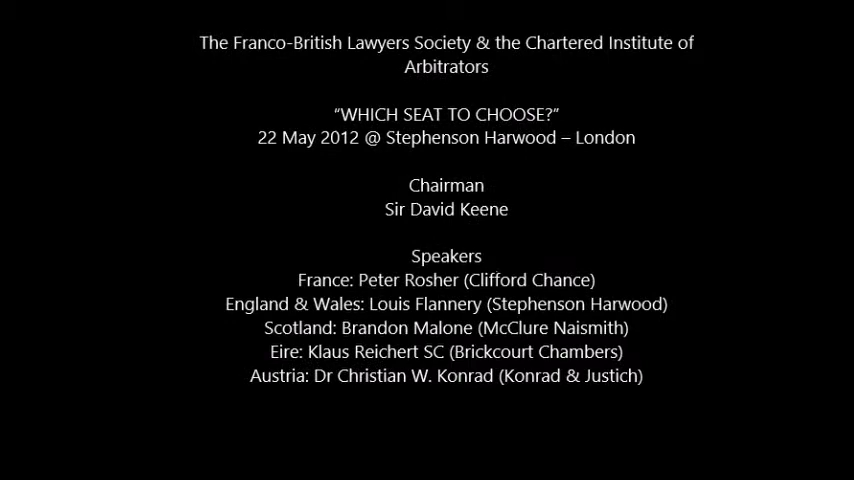 The Franco-British Lawyers Society & the Chartered Institute of
Arbitrators
“WHICH SEAT TO CHOOSE?”
22 May 2012 @ Stephenson Harwood – London
Chairman
Sir David Keene
Speakers
France: Peter Rosher (Clifford Chance)
England & Wales: Louis Flannery (Stephenson Harwood)
Scotland: Brandon Malone (McClure Naismith)
Eire: Klaus Reichert SC (Brickcourt Chambers)
Austria: Dr Christian W. Konrad (Konrad & Justich)